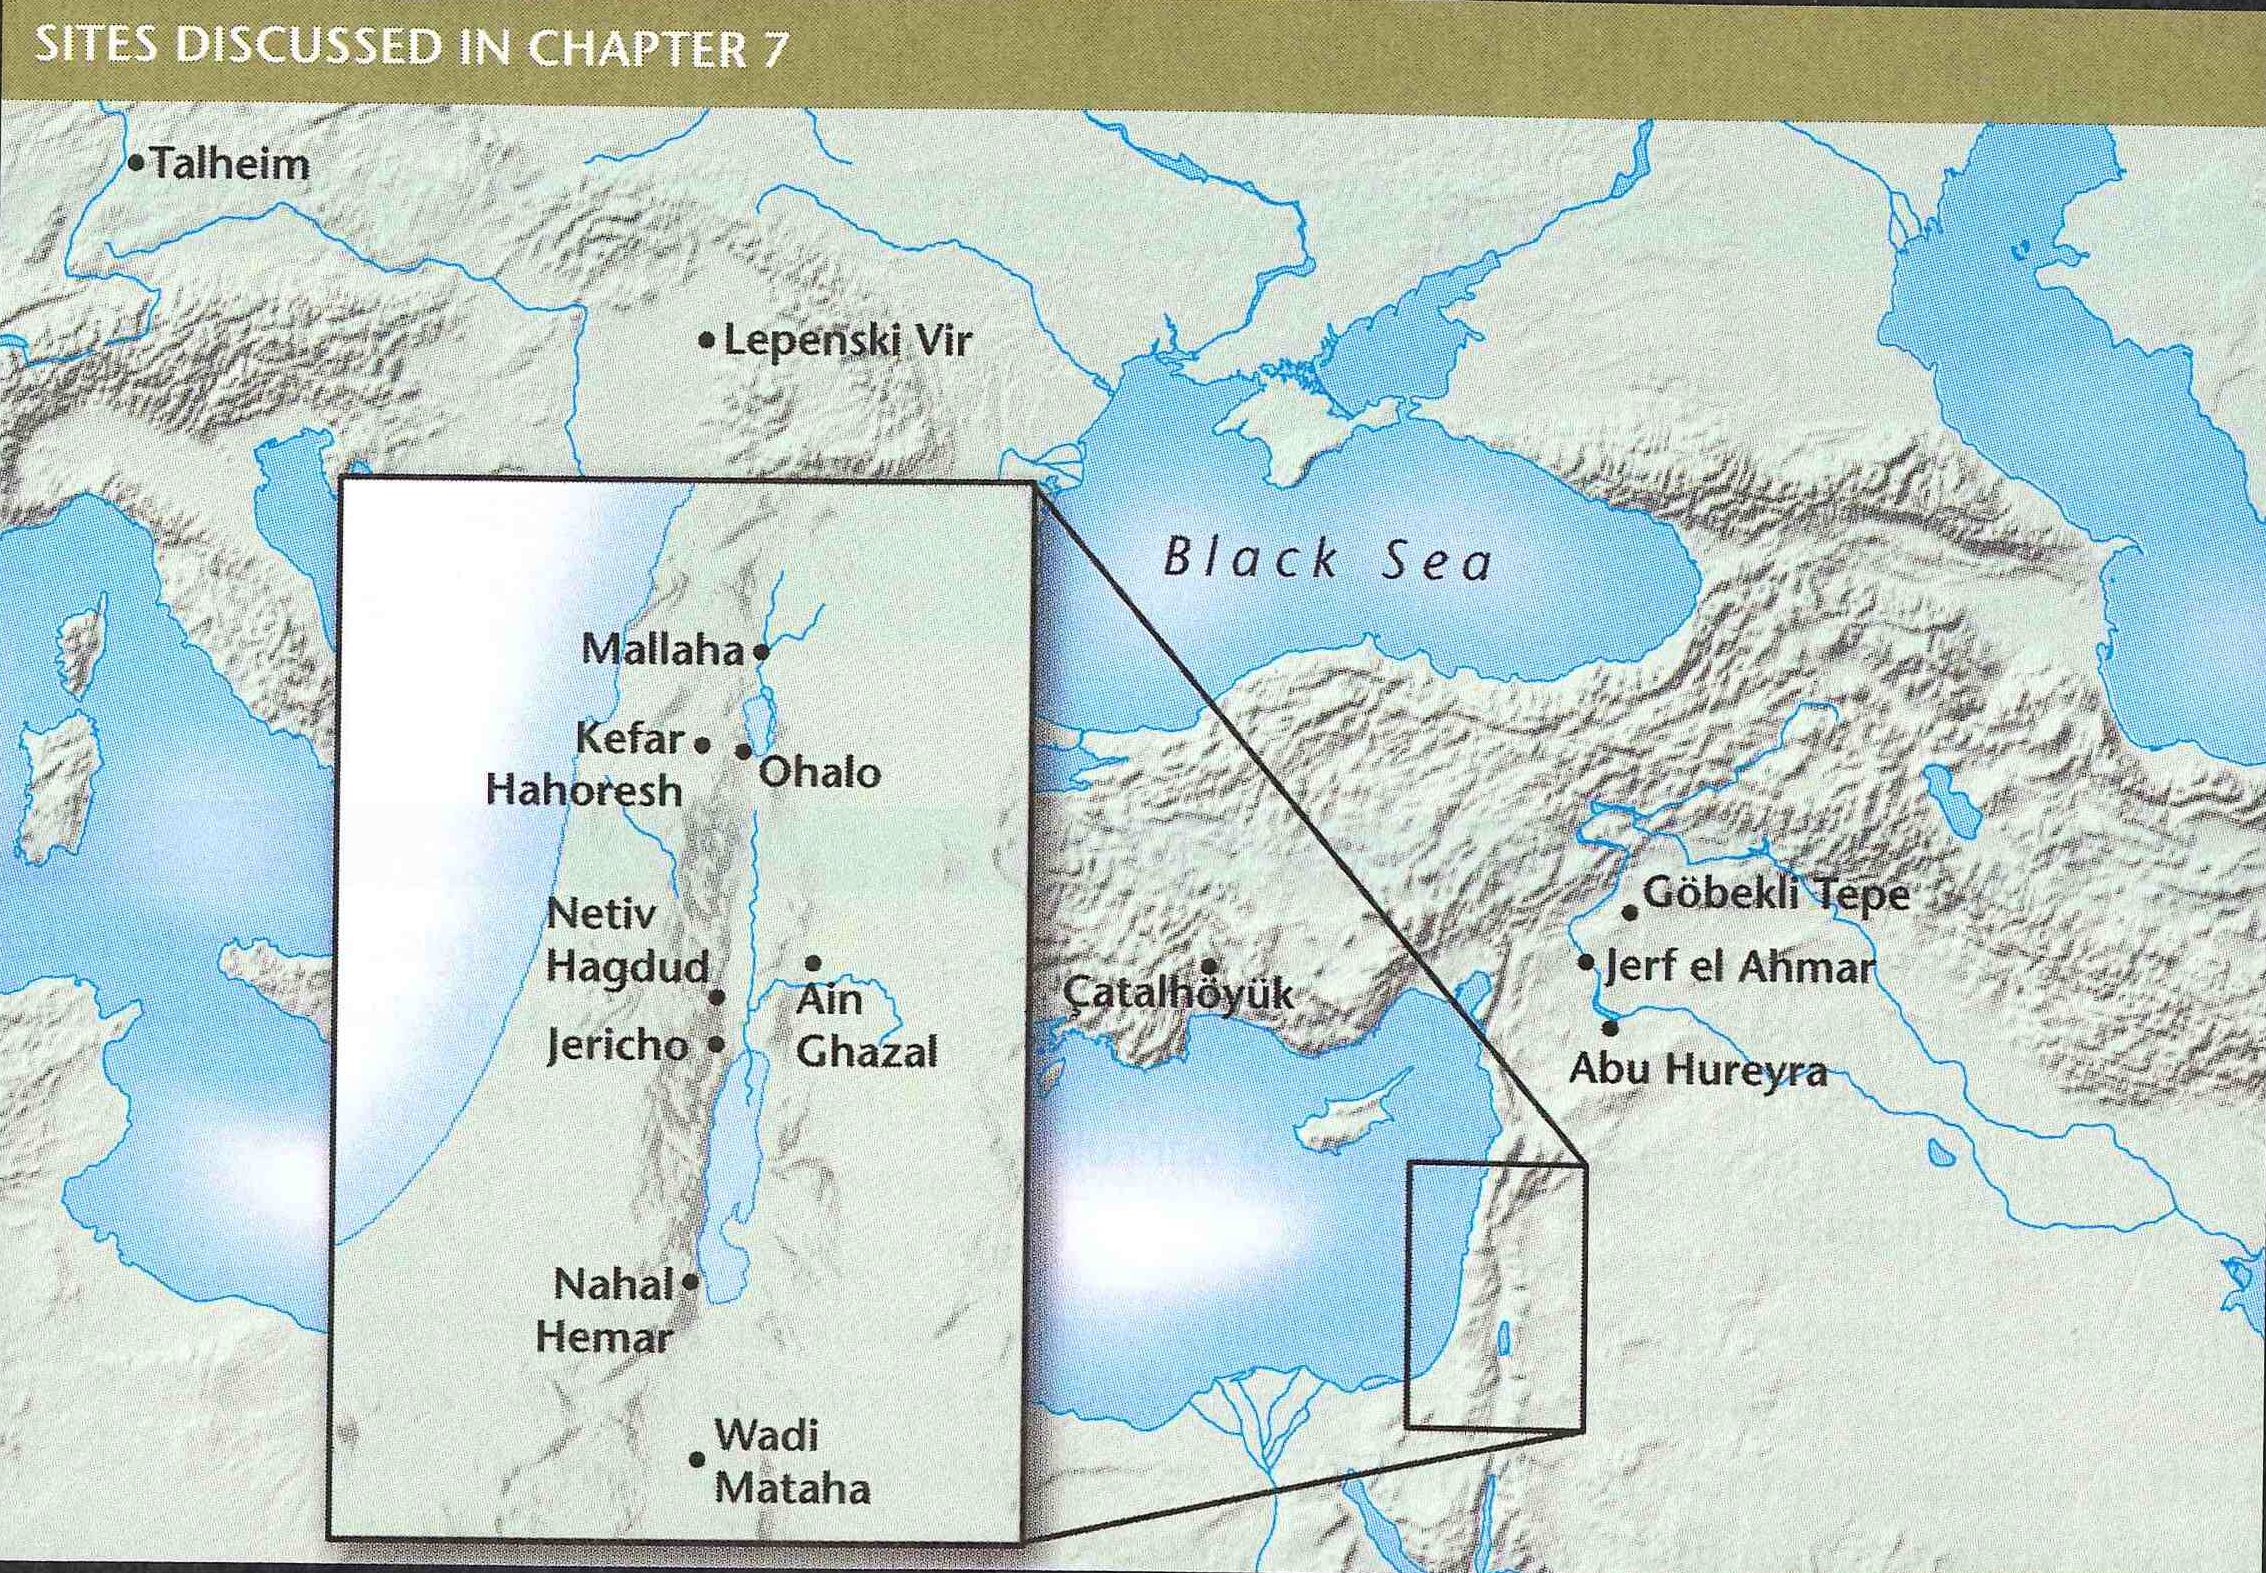 SITES DISCUSSED IN CHAPTER 7
Talheim
Lepenski Vir
Black Sea
Mallaha
Kefar
Hahoresh
Ohalo
Netiv
Hagdud
Ain
Ghazal
Jericho
Nahal
Hemar
Wadi
Mataha
Göbekli Tepe
Jerf el Ahmar
Çatalhöyük
Abu Hureyra